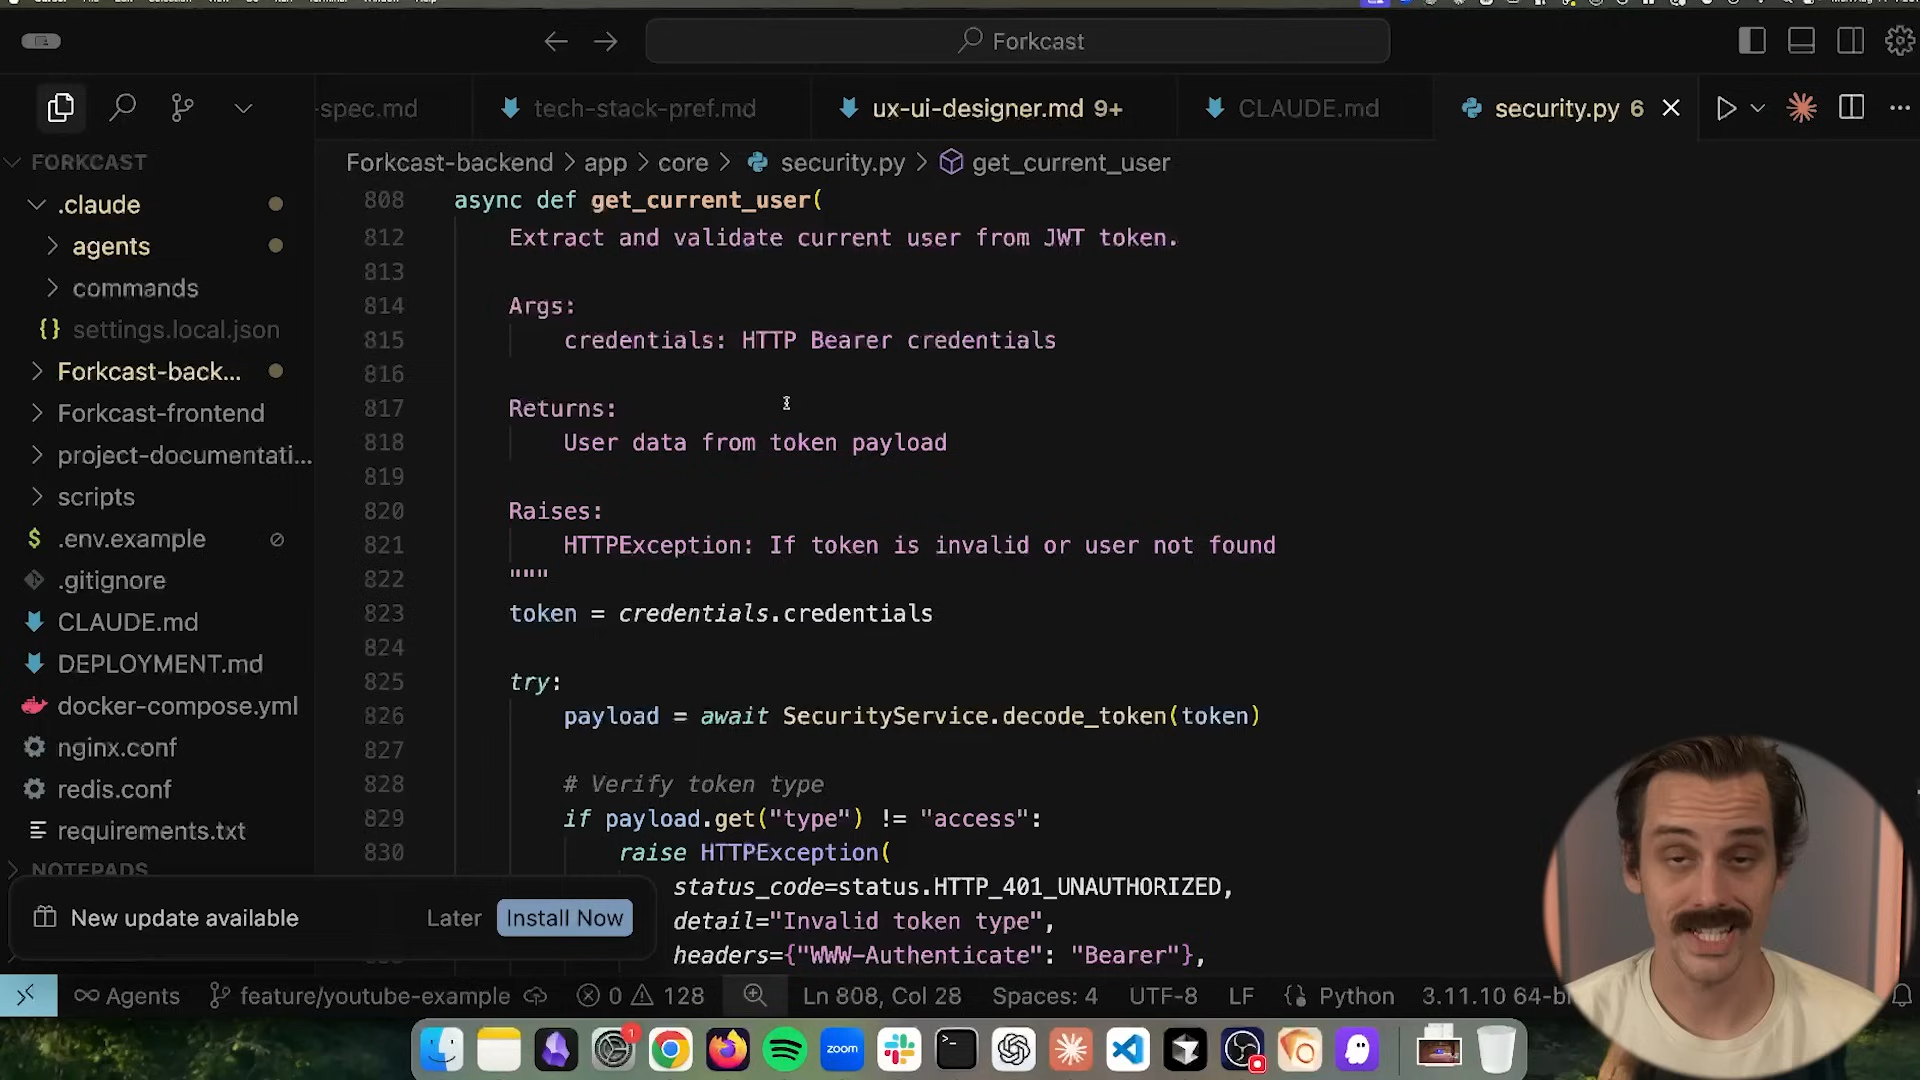 Forkcast
-spec.md
tech-stack-pref.md
ux-ui-designer.md 9+
CLAUDE.md
security.py 6
FORKCAST
.claude
agents
commands
settings.local.json
Forkcast-back...
Forkcast-frontend
project-documentati...
scripts
.env.example
.gitignore
CLAUDE.md
DEPLOYMENT.md
docker-compose.yml
nginx.conf
redis.conf
requirements.txt
NOTEPADS
Forkcast-backend > app > core > security.py > get_current_user
808 async def get_current_user(
812 Extract and validate current user from JWT token.
813
814 Args:
815 credentials: HTTP Bearer credentials
816
817 Returns:
818 User data from token payload
819
820 Raises:
821 HTTPException: If token is invalid or user not found
822 """
823 token = credentials.credentials
824
825 try:
826 payload = await SecurityService.decode_token(token)
827
828 # Verify token type
829 if payload.get("type") != "access":
830 raise HTTPException(
status_code=status.HTTP_401_UNAUTHORIZED,
detail="Invalid token type",
headers={"WWW-Authenticate": "Bearer"},
New update available
Later
Install Now
Agents
feature/youtube-example
0
128
Ln 808, Col 28
Spaces: 4
UTF-8
LF
Python
3.11.10 64-bi
1
zoom